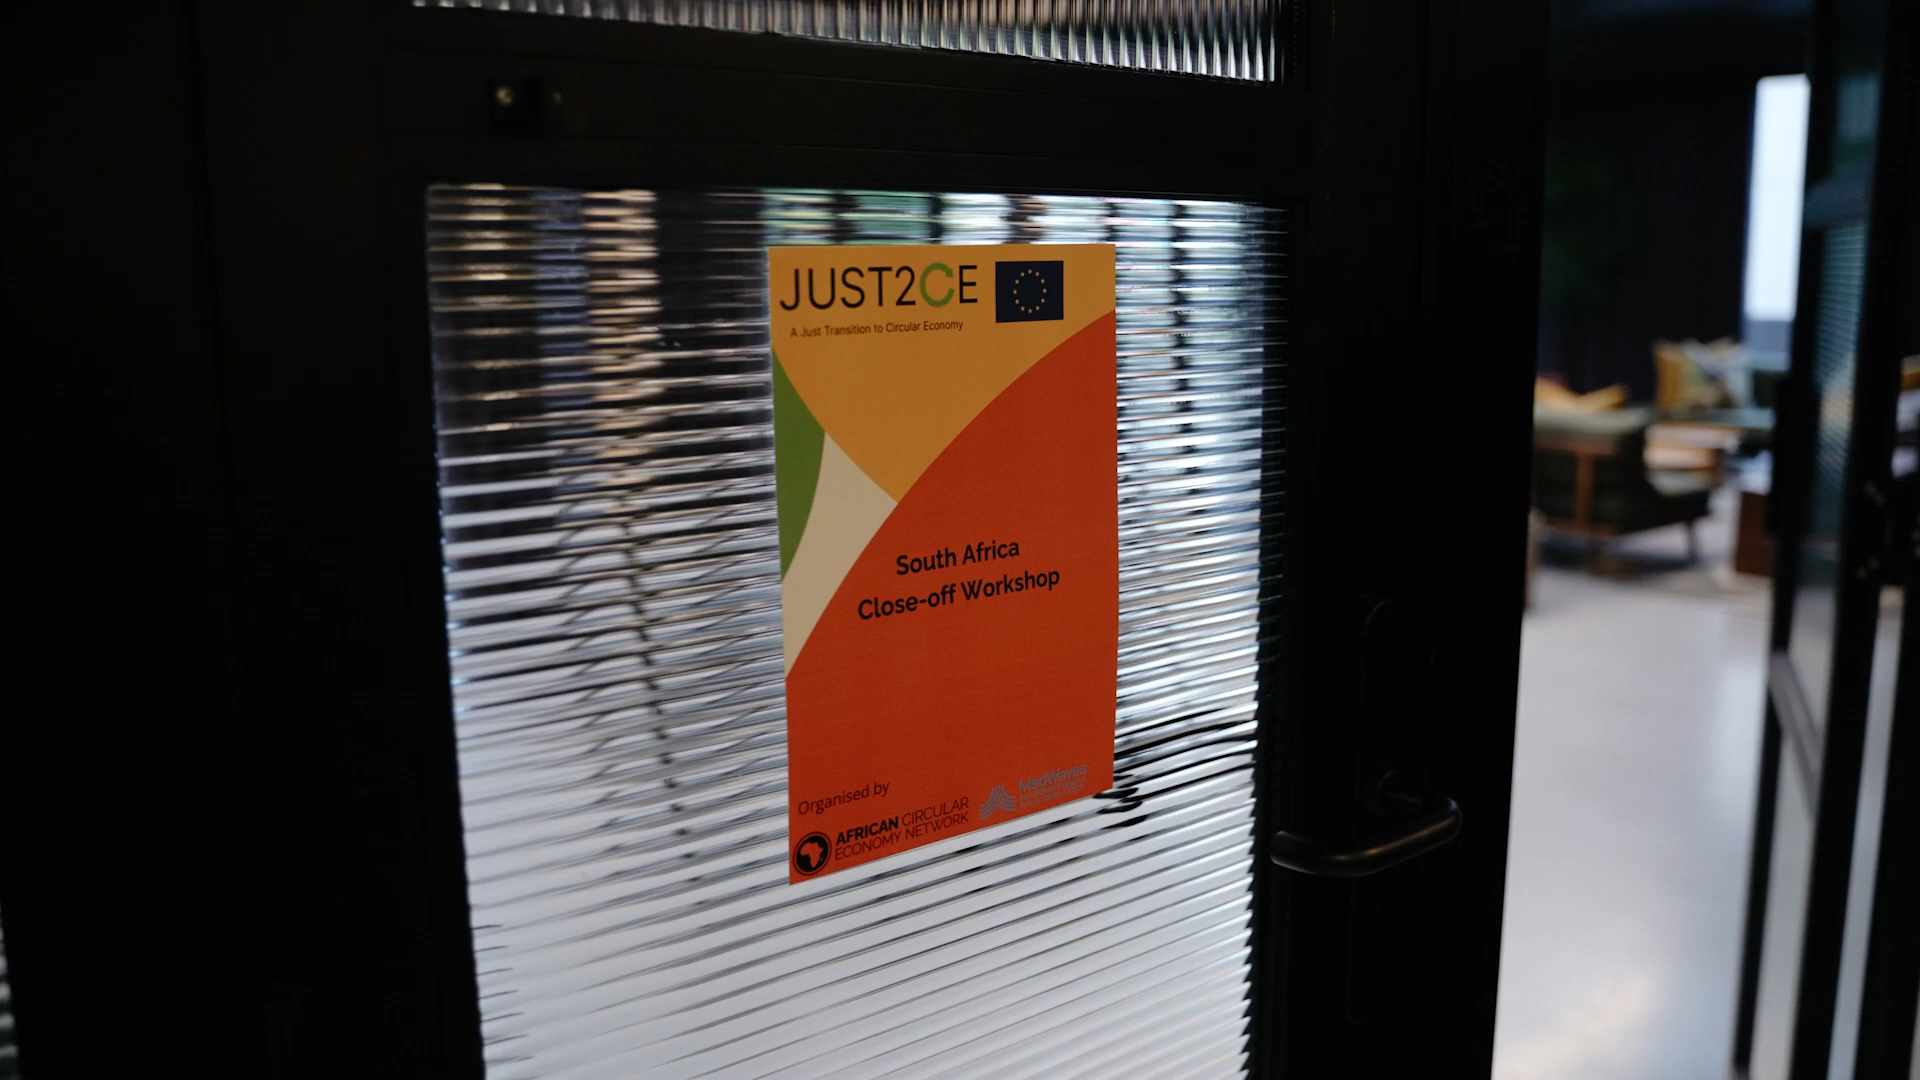 JUST2CE
A Just Transition to Circular Economy
South Africa
Close-off Workshop
Organised by
AFRICAN CIRCULAR
ECONOMY NETWORK
MedWaves